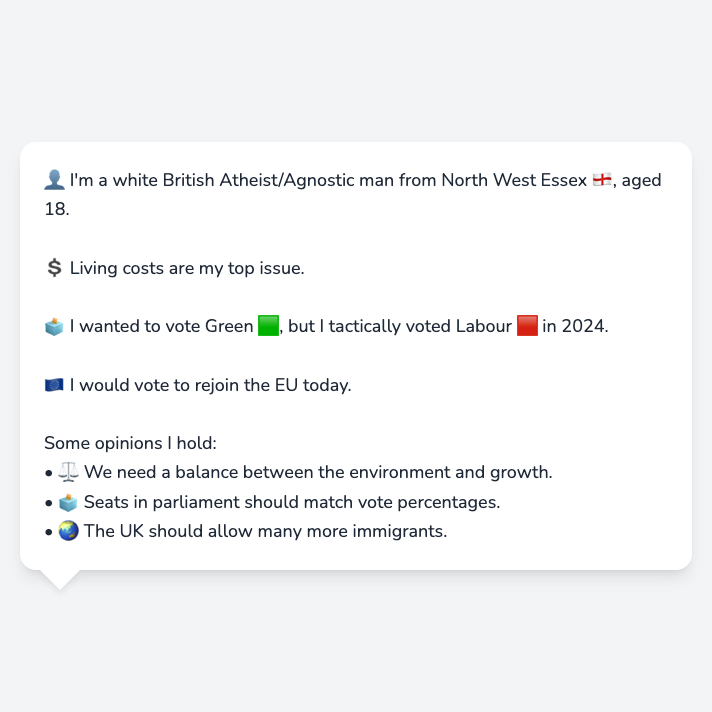 👤 I'm a white British Atheist/Agnostic man from North West Essex 🏴󠁧󠁢󠁥󠁮󠁧󠁿, aged
18.
💲 Living costs are my top issue.
🗳️ I wanted to vote Green 🟩, but I tactically voted Labour 🟥 in 2024.
🇪🇺 I would vote to rejoin the EU today.
Some opinions I hold:
• ⚖️ We need a balance between the environment and growth.
• 🗳️ Seats in parliament should match vote percentages.
• 🌏 The UK should allow many more immigrants.